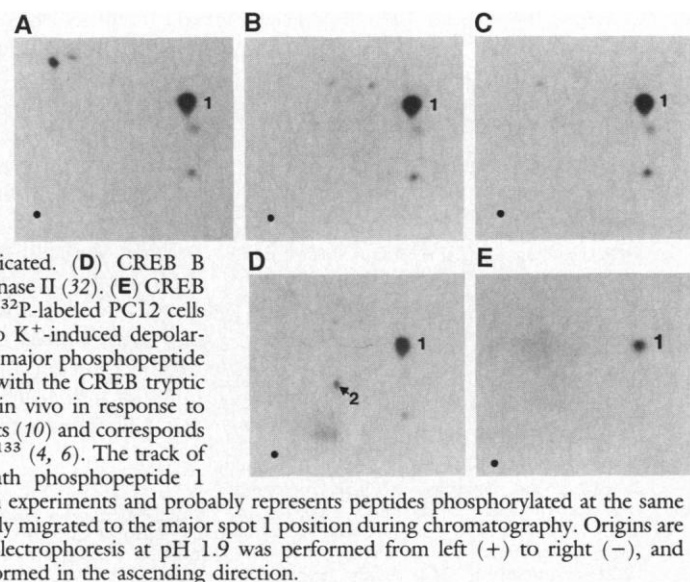 A
B
C
1
1
1
D
E
1
2
1
icated. (D) CREB B
nase II (32). (E) CREB
³²P-labeled PC12 cells
o K⁺-induced depolar-
major phosphopeptide
with the CREB tryptic
in vivo in response to
ts (10) and corresponds
¹³³ (4, 6). The track of
ath phosphopeptide 1
experiments and probably represents peptides phosphorylated at the same
ly migrated to the major spot 1 position during chromatography. Origins are
lectrophoresis at pH 1.9 was performed from left (+) to right (−), and
ormed in the ascending direction.